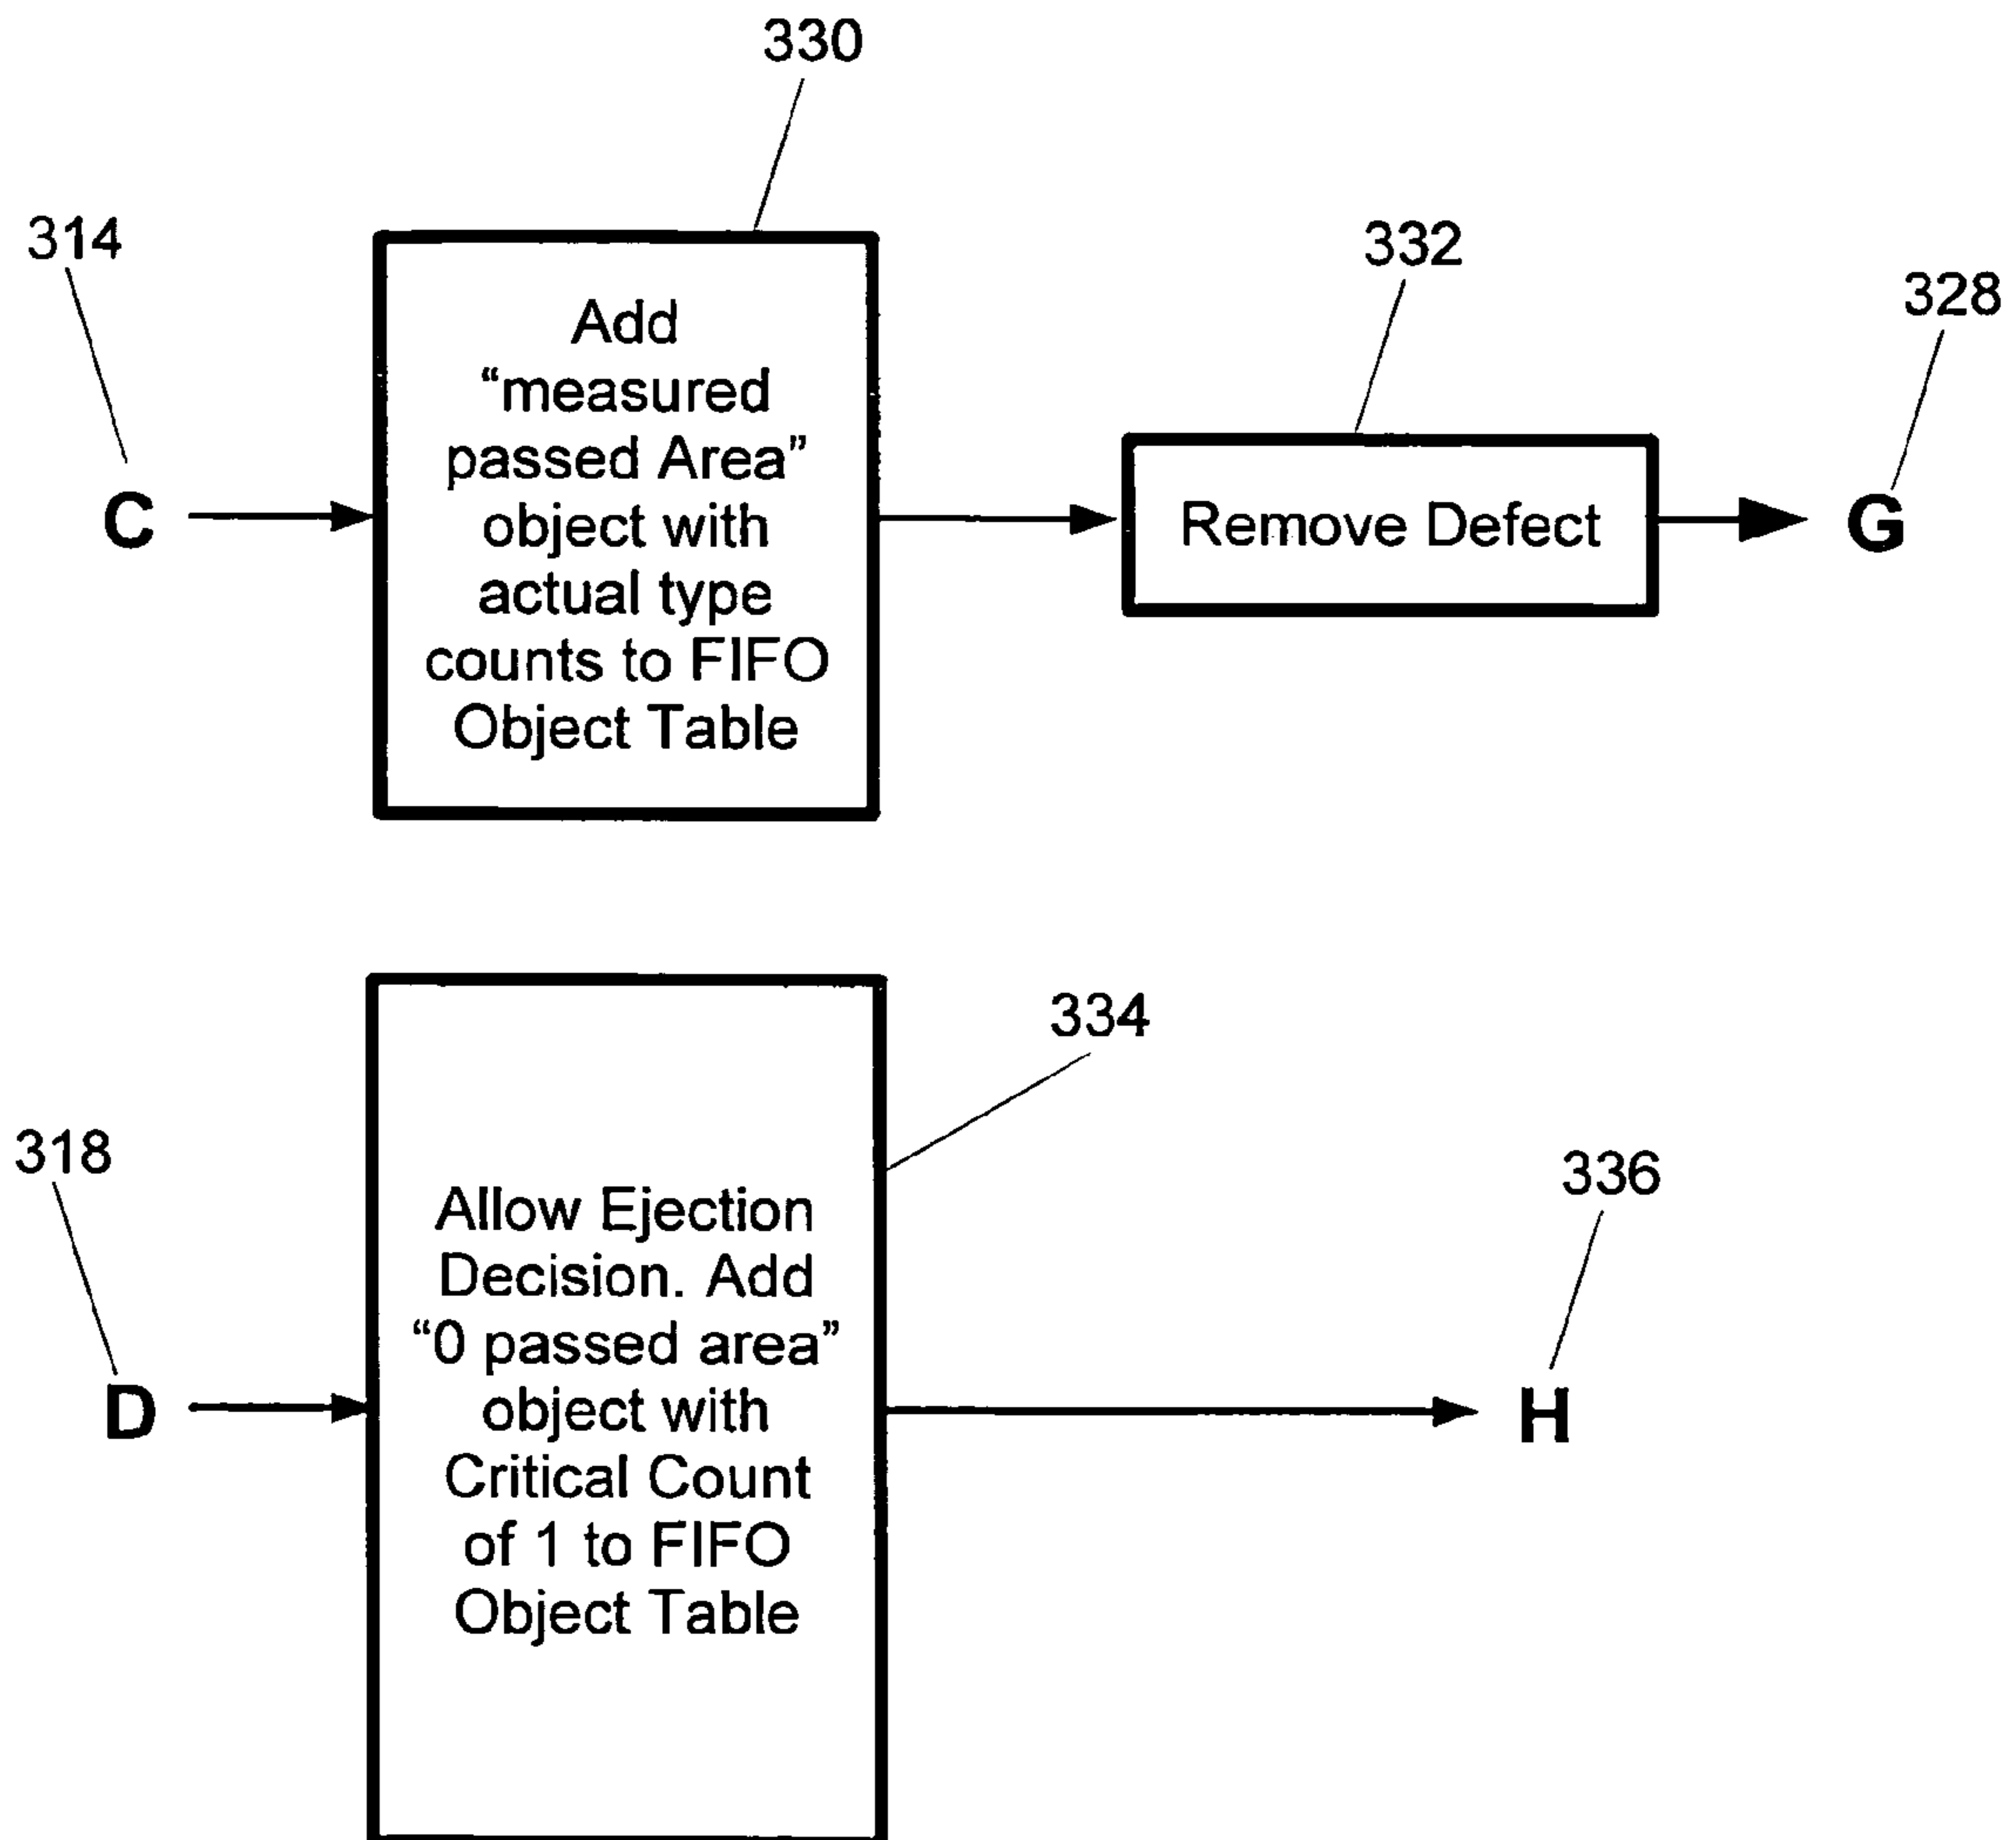 330
314
332
328
Add
“measured
passed Area”
object with
actual type
counts to FIFO
Object Table
C
Remove Defect
G
334
318
336
Allow Ejection
Decision. Add
“0 passed area”
object with
Critical Count
of 1 to FIFO
Object Table
D
H